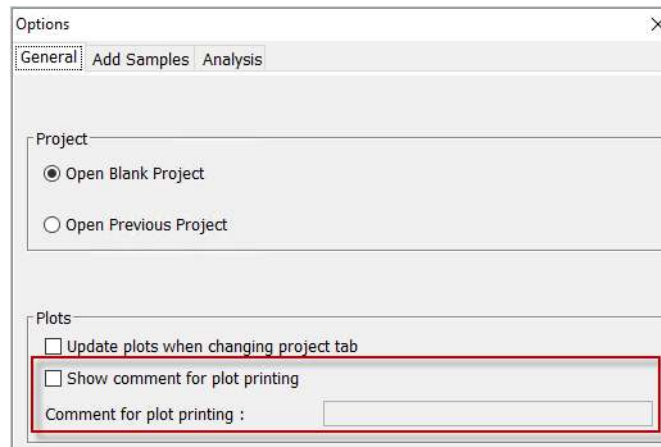 Options
General Add Samples Analysis
Project
Open Blank Project
Open Previous Project
Plots
Update plots when changing project tab
Show comment for plot printing
Comment for plot printing :